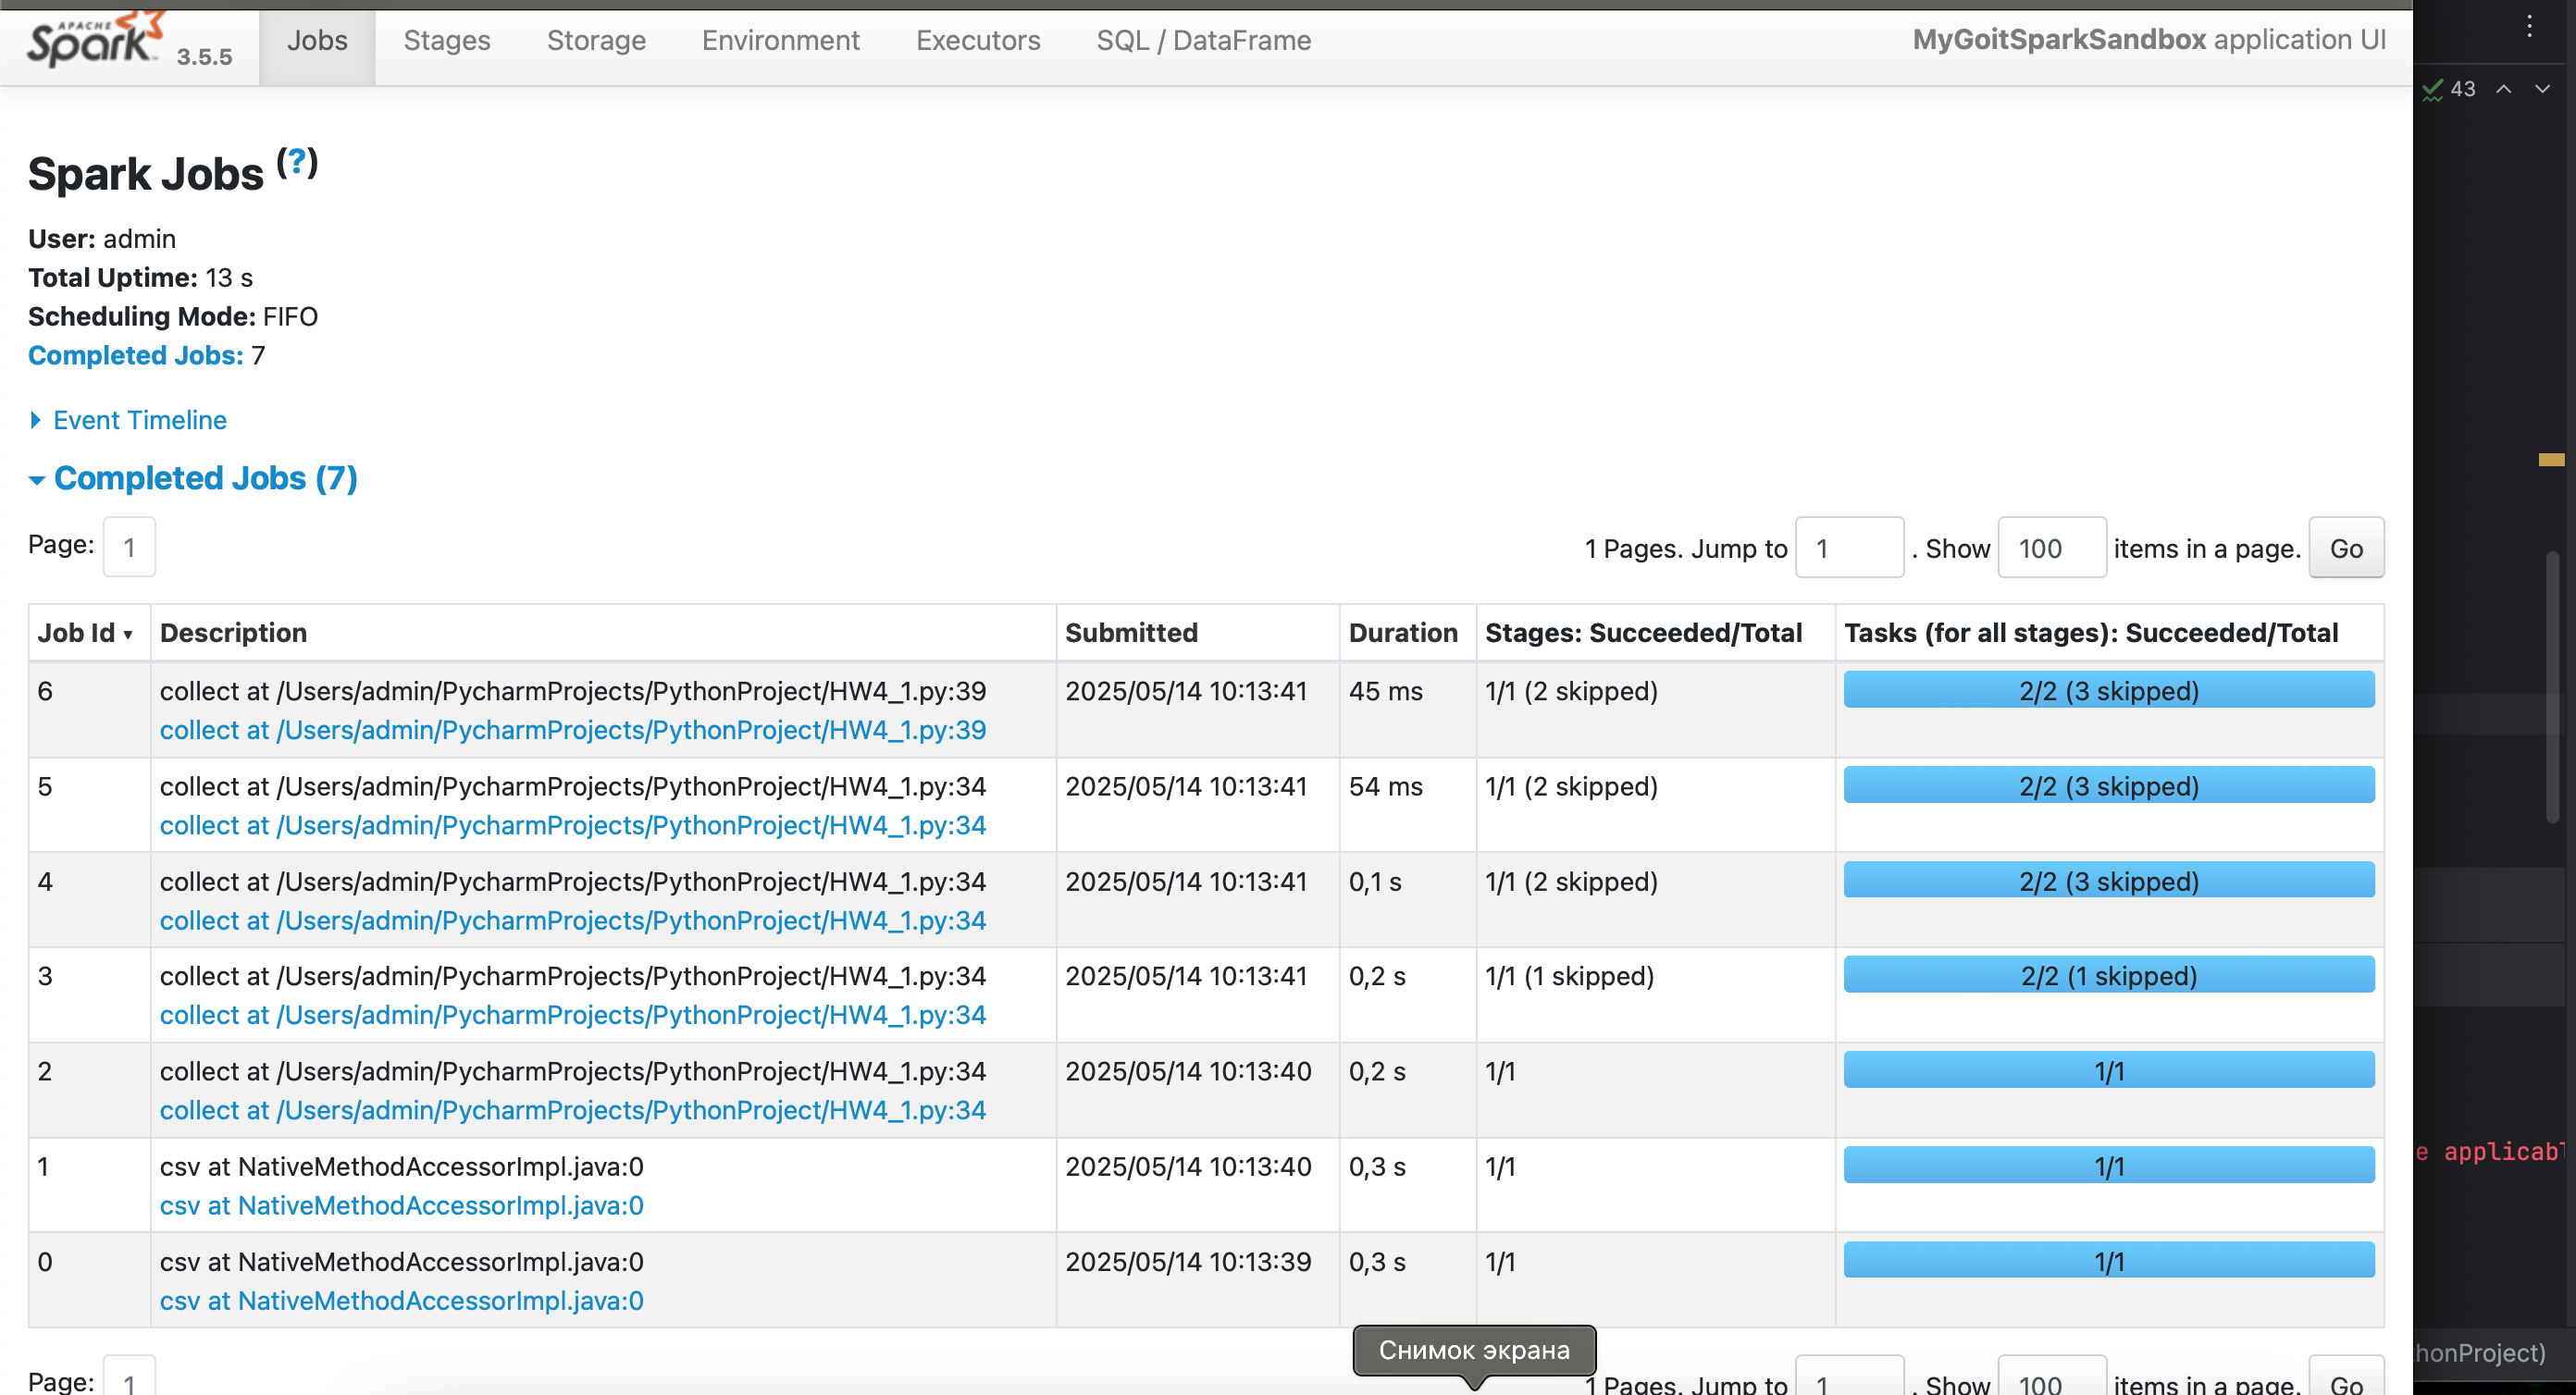 APACHE
Spark 3.5.5 Jobs Stages Storage Environment Executors SQL / DataFrame MyGoitSparkSandbox application UI
43
Spark Jobs (?)
User: admin
Total Uptime: 13 s
Scheduling Mode: FIFO
Completed Jobs: 7
Event Timeline
Completed Jobs (7)
Page: 1 1 Pages. Jump to 1 . Show 100 items in a page. Go
Job Id ▾ Description Submitted Duration Stages: Succeeded/Total Tasks (for all stages): Succeeded/Total
6 collect at /Users/admin/PycharmProjects/PythonProject/HW4_1.py:39 2025/05/14 10:13:41 45 ms 1/1 (2 skipped) 2/2 (3 skipped)
collect at /Users/admin/PycharmProjects/PythonProject/HW4_1.py:39
5 collect at /Users/admin/PycharmProjects/PythonProject/HW4_1.py:34 2025/05/14 10:13:41 54 ms 1/1 (2 skipped) 2/2 (3 skipped)
collect at /Users/admin/PycharmProjects/PythonProject/HW4_1.py:34
4 collect at /Users/admin/PycharmProjects/PythonProject/HW4_1.py:34 2025/05/14 10:13:41 0,1 s 1/1 (2 skipped) 2/2 (3 skipped)
collect at /Users/admin/PycharmProjects/PythonProject/HW4_1.py:34
3 collect at /Users/admin/PycharmProjects/PythonProject/HW4_1.py:34 2025/05/14 10:13:41 0,2 s 1/1 (1 skipped) 2/2 (1 skipped)
collect at /Users/admin/PycharmProjects/PythonProject/HW4_1.py:34
2 collect at /Users/admin/PycharmProjects/PythonProject/HW4_1.py:34 2025/05/14 10:13:40 0,2 s 1/1 1/1
collect at /Users/admin/PycharmProjects/PythonProject/HW4_1.py:34
e applicabl
1 csv at NativeMethodAccessorImpl.java:0 2025/05/14 10:13:40 0,3 s 1/1 1/1
csv at NativeMethodAccessorImpl.java:0
0 csv at NativeMethodAccessorImpl.java:0 2025/05/14 10:13:39 0,3 s 1/1 1/1
csv at NativeMethodAccessorImpl.java:0
Снимок экрана
honProject)
Page: 1 1 Pages. Jump to 1 . Show 100 items in a page. Go